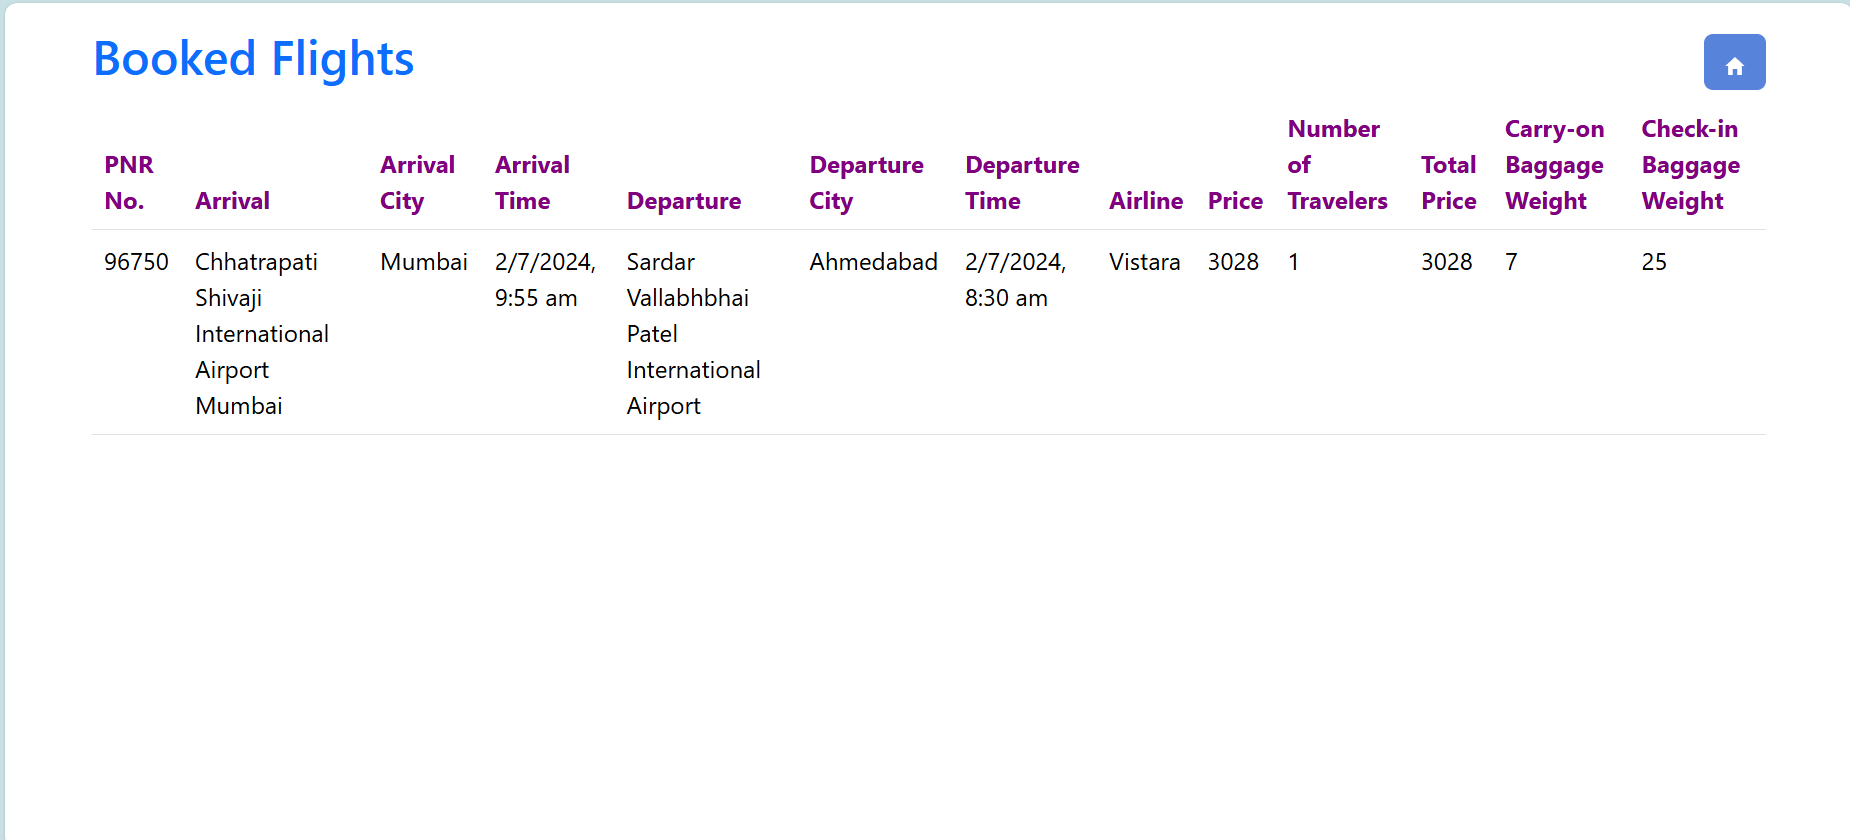 Booked Flights
PNR No.
Arrival
Arrival City
Arrival Time
Departure
Departure City
Departure Time
Airline
Price
Number of Travelers
Total Price
Carry-on Baggage Weight
Check-in Baggage Weight
96750
Chhatrapati
Shivaji
International
Airport
Mumbai
Mumbai
2/7/2024,
9:55 am
Sardar
Vallabhbhai
Patel
International
Airport
Ahmedabad
2/7/2024,
8:30 am
Vistara
3028
1
3028
7
25